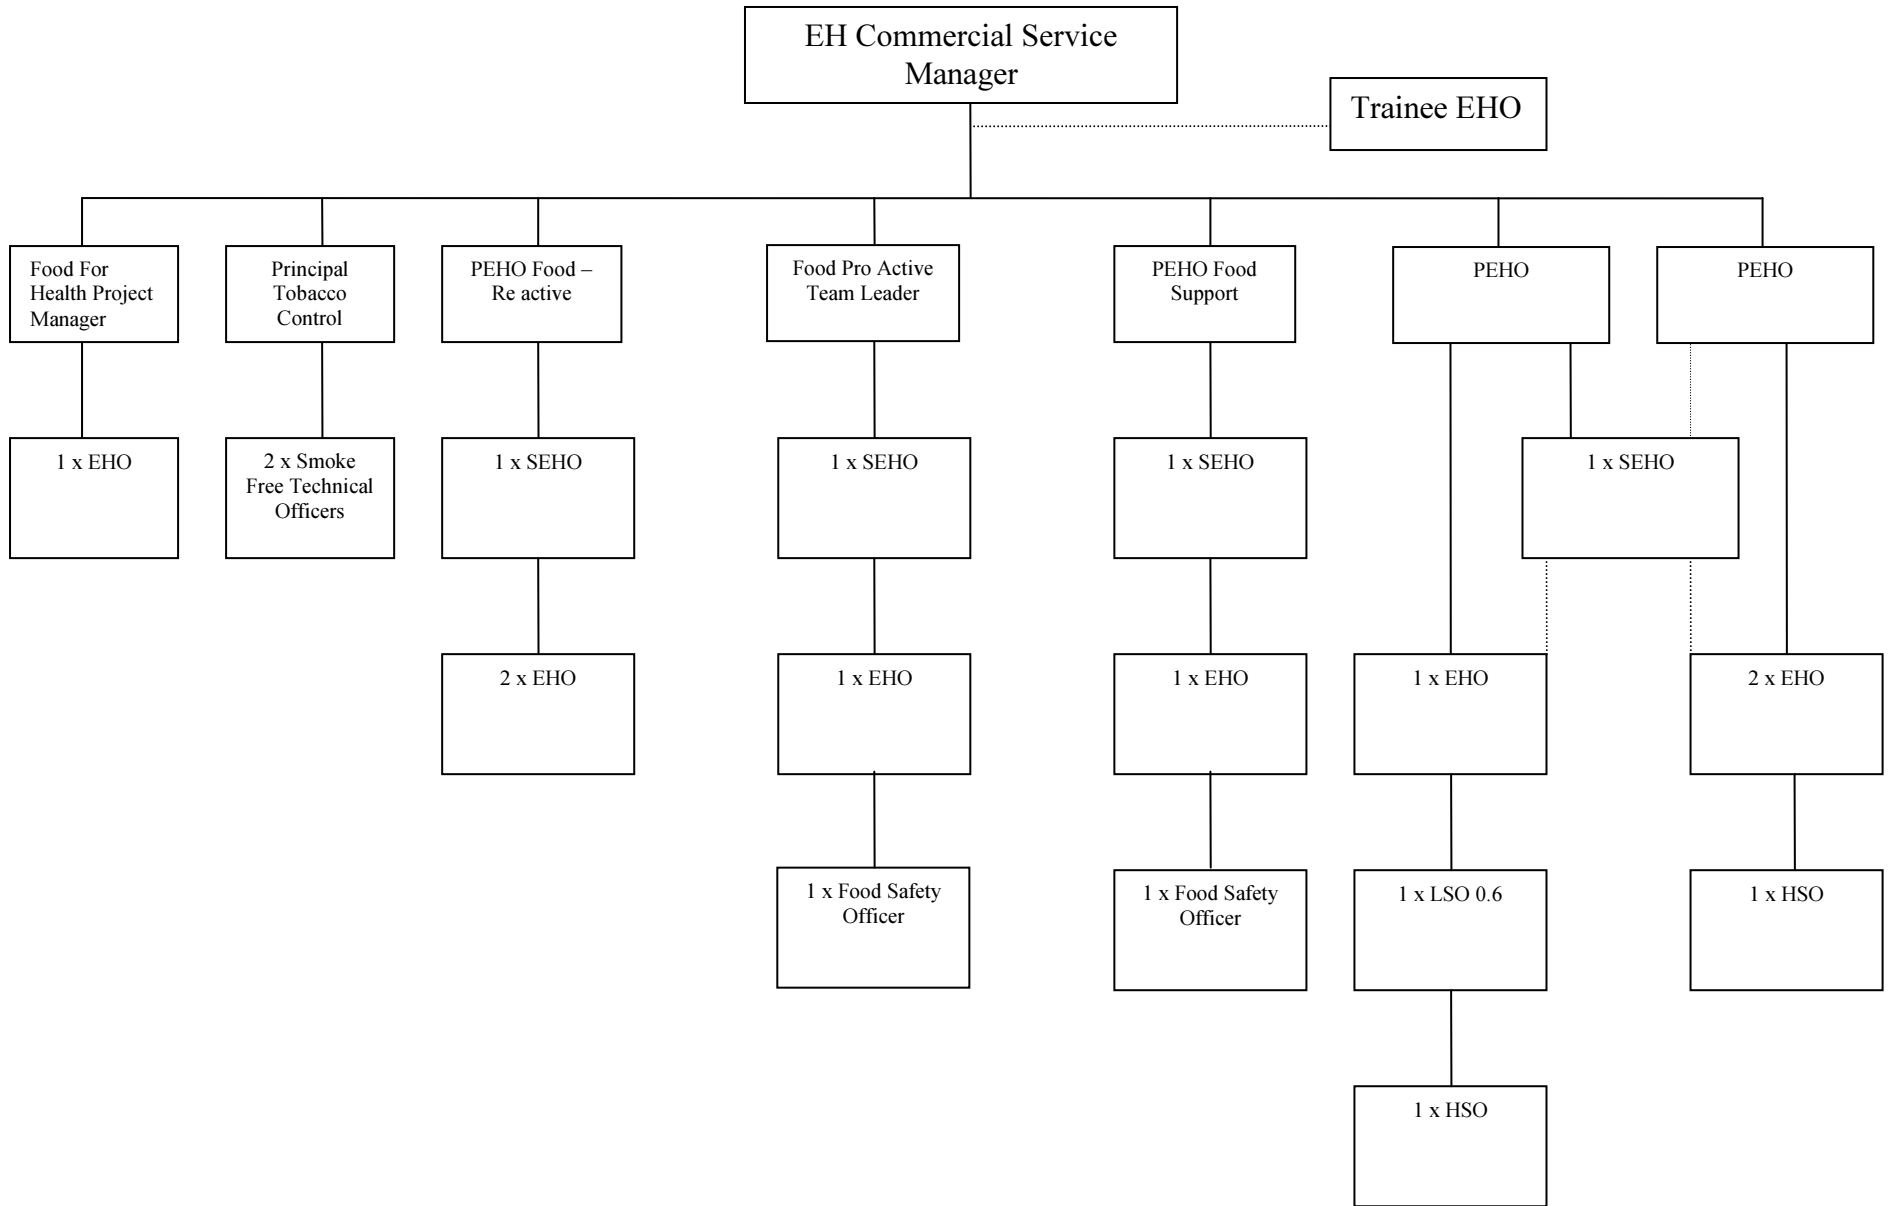 EH Commercial Service
Manager
Trainee EHO
Food For
Health Project
Manager
Principal
Tobacco
Control
PEHO Food –
Re active
Food Pro Active
Team Leader
PEHO Food
Support
PEHO
PEHO
1 x EHO
2 x Smoke
Free Technical
Officers
1 x SEHO
1 x SEHO
1 x SEHO
1 x SEHO
2 x EHO
1 x EHO
1 x EHO
1 x EHO
2 x EHO
1 x Food Safety
Officer
1 x Food Safety
Officer
1 x LSO 0.6
1 x HSO
1 x HSO